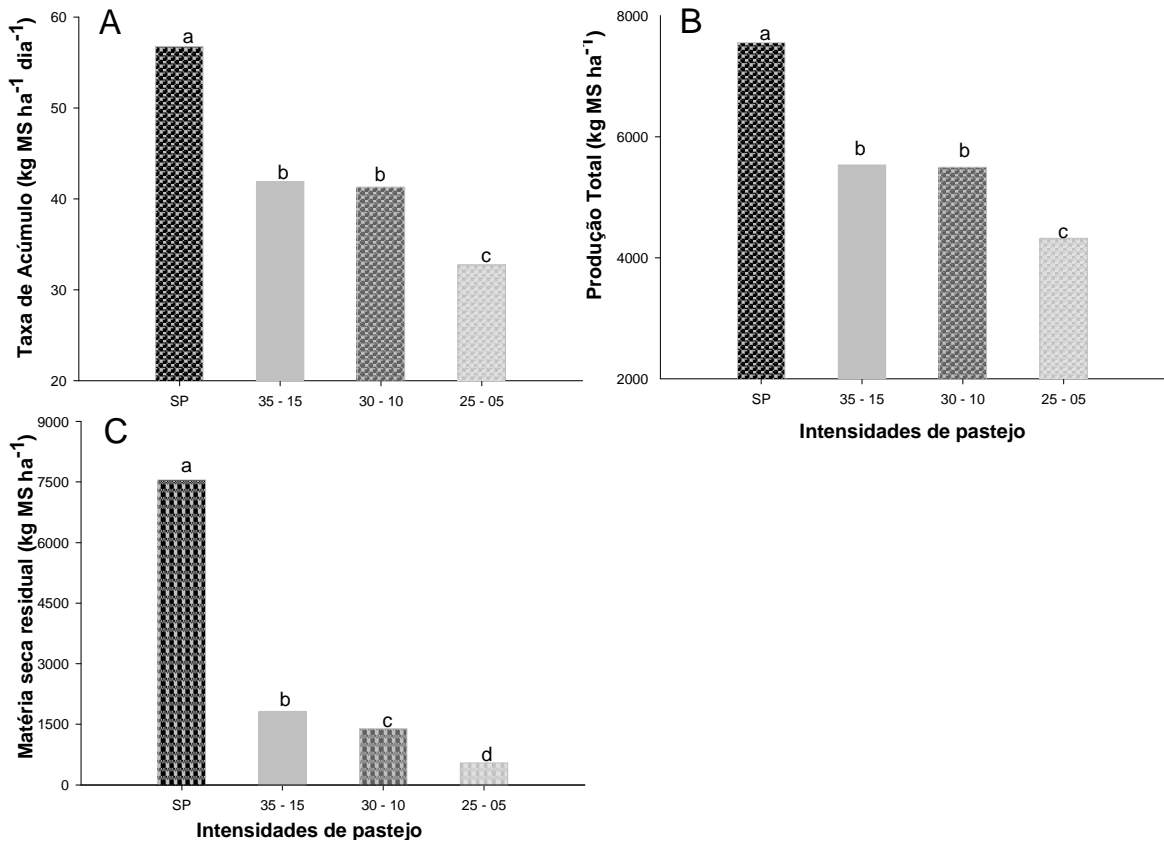 A
Taxa de Acúmulo (kg MS ha⁻¹ dia⁻¹)
60
50
40
30
20
a
b
b
c
SP
35 - 15
30 - 10
25 - 05
B
Produção Total (kg MS ha⁻¹)
8000
6000
4000
2000
a
b
b
c
SP
35 - 15
30 - 10
25 - 05
Intensidades de pastejo
C
Matéria seca residual (kg MS ha⁻¹)
9000
7500
6000
4500
3000
1500
0
a
b
c
d
SP
35 - 15
30 - 10
25 - 05
Intensidades de pastejo